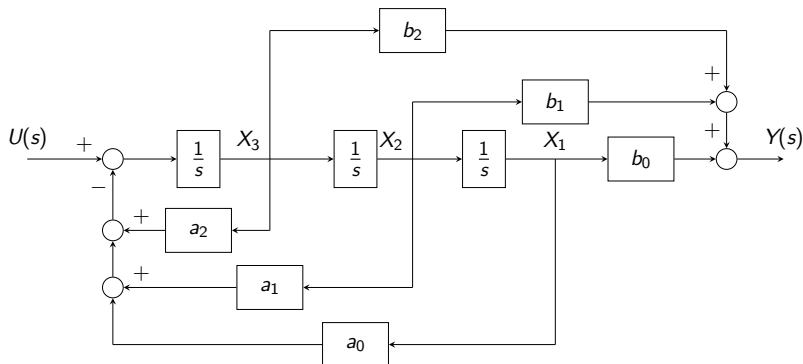 b₂
+
b₁
U(s) + 1/s X₃ 1/s X₂ 1/s X₁ b₀ + Y(s)
−
+ a₂
+ a₁
a₀